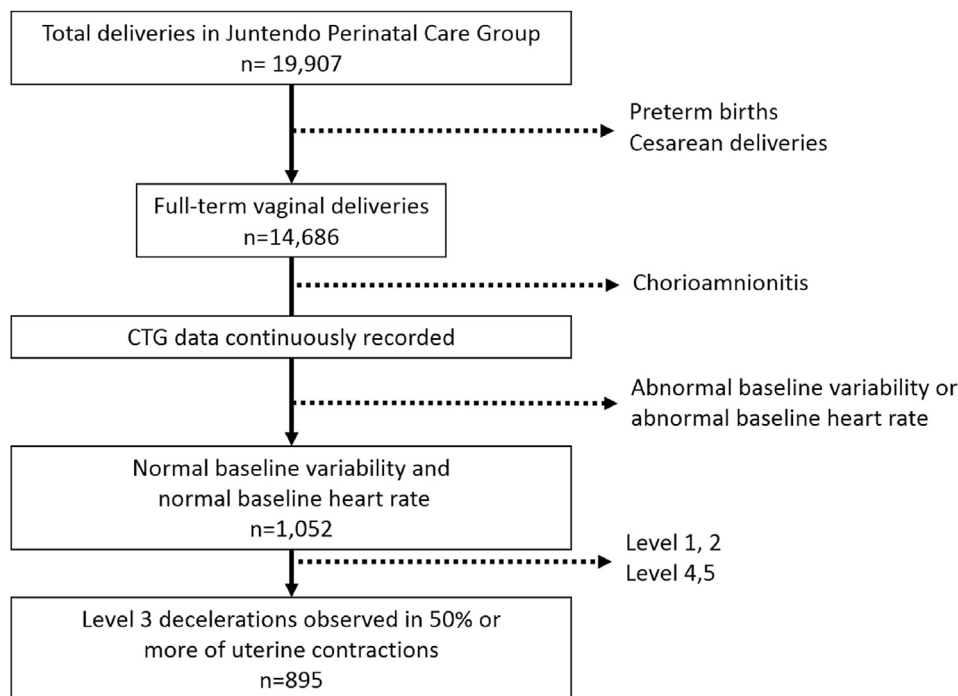 Total deliveries in Juntendo Perinatal Care Group
n= 19,907
Preterm births
Cesarean deliveries
Full-term vaginal deliveries
n=14,686
Chorioamnionitis
CTG data continuously recorded
Abnormal baseline variability or
abnormal baseline heart rate
Normal baseline variability and
normal baseline heart rate
n=1,052
Level 1, 2
Level 4,5
Level 3 decelerations observed in 50% or
more of uterine contractions
n=895